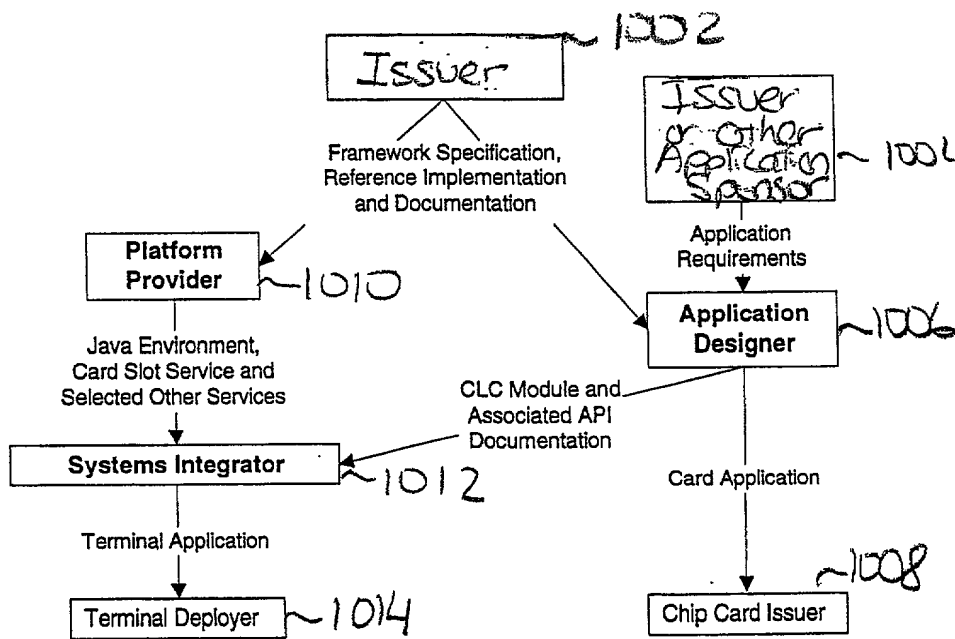 1002
Issuer
Issuer
or other
Application
Sponsor
1004
Framework Specification,
Reference Implementation
and Documentation
Application
Requirements
Platform
Provider
1010
Application
Designer
1006
Java Environment,
Card Slot Service and
Selected Other Services
CLC Module and
Associated API
Documentation
Systems Integrator
1012
Card Application
Terminal Application
1008
Terminal Deployer
1014
Chip Card Issuer